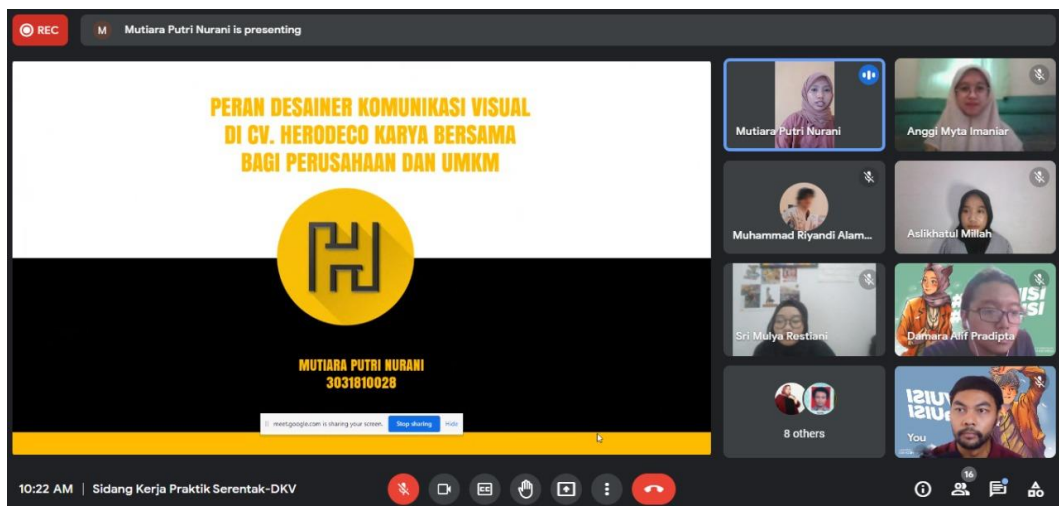 REC
M Mutiara Putri Nurani is presenting
PERAN DESAINER KOMUNIKASI VISUAL
DI CV. HERODECO KARYA BERSAMA
BAGI PERUSAHAAN DAN UMKM
MUTIARA PUTRI NURANI
3031810028
meet.google.com is sharing your screen. Stop sharing Hide
Mutiara Putri Nurani
Anggi Myta Imaniar
Muhammad Riyandi Alam...
Aslikhatul Millah
Sri Mulya Restiani
Damara Alif Pradipta
8 others
You
10:22 AM | Sidang Kerja Praktik Serentak-DKV
CC
16